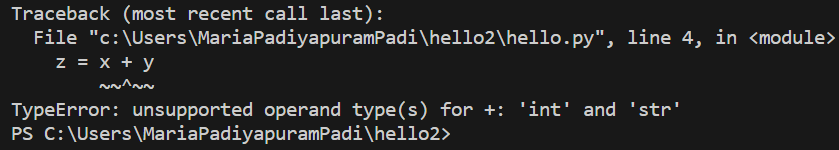 Traceback (most recent call last):
  File "c:\Users\MariaPadiyapuramPadi\hello2\hello.py", line 4, in <module>
    z = x + y
        ~~^~~
TypeError: unsupported operand type(s) for +: 'int' and 'str'
PS C:\Users\MariaPadiyapuramPadi\hello2>